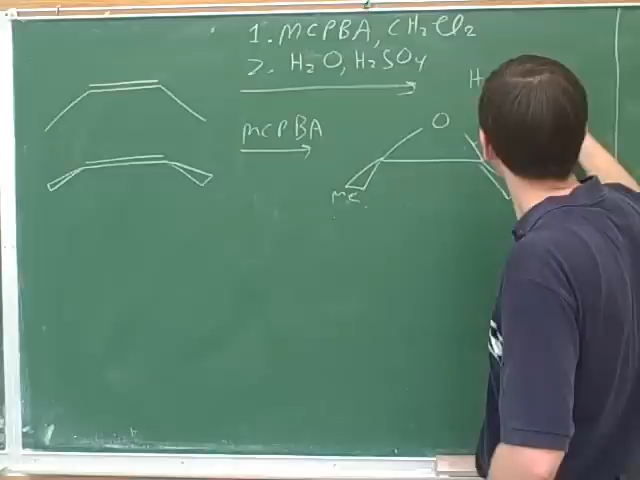 1. MCPBA, CH2Cl2
2. H2O, H2SO4
H
MCPBA
O
Me